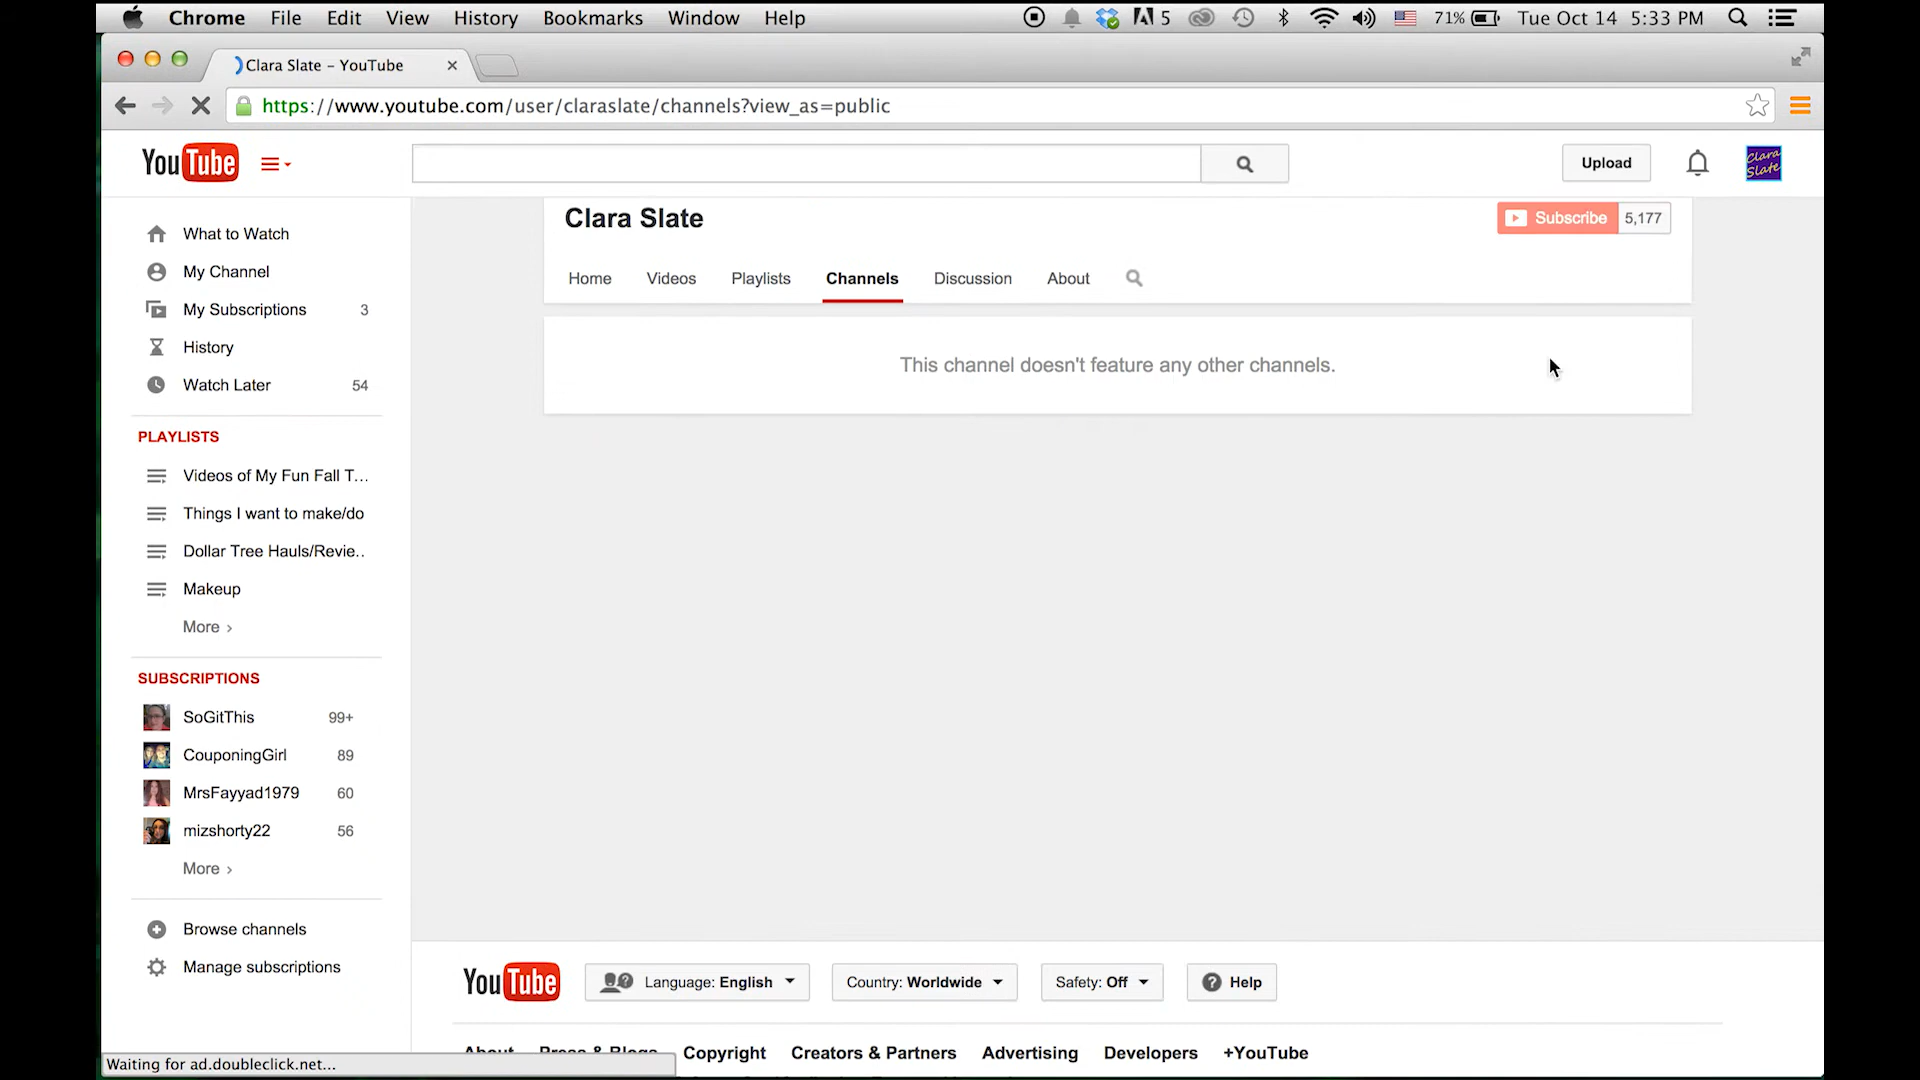 Chrome File Edit View History Bookmarks Window Help 5 71% Tue Oct 14 5:33 PM
Clara Slate – YouTube
https://www.youtube.com/user/claraslate/channels?view_as=public
YouTube Upload Clara Slate
Clara Slate Subscribe 5,177
Home Videos Playlists Channels Discussion About
This channel doesn't feature any other channels.
What to Watch
My Channel
My Subscriptions 3
History
Watch Later 54
PLAYLISTS
Videos of My Fun Fall T...
Things I want to make/do
Dollar Tree Hauls/Revie..
Makeup
More ›
SUBSCRIPTIONS
SoGitThis 99+
CouponingGirl 89
MrsFayyad1979 60
mizshorty22 56
More ›
Browse channels
Manage subscriptions
YouTube Language: English Country: Worldwide Safety: Off Help
About Press & Blogs Copyright Creators & Partners Advertising Developers +YouTube
Waiting for ad.doubleclick.net...